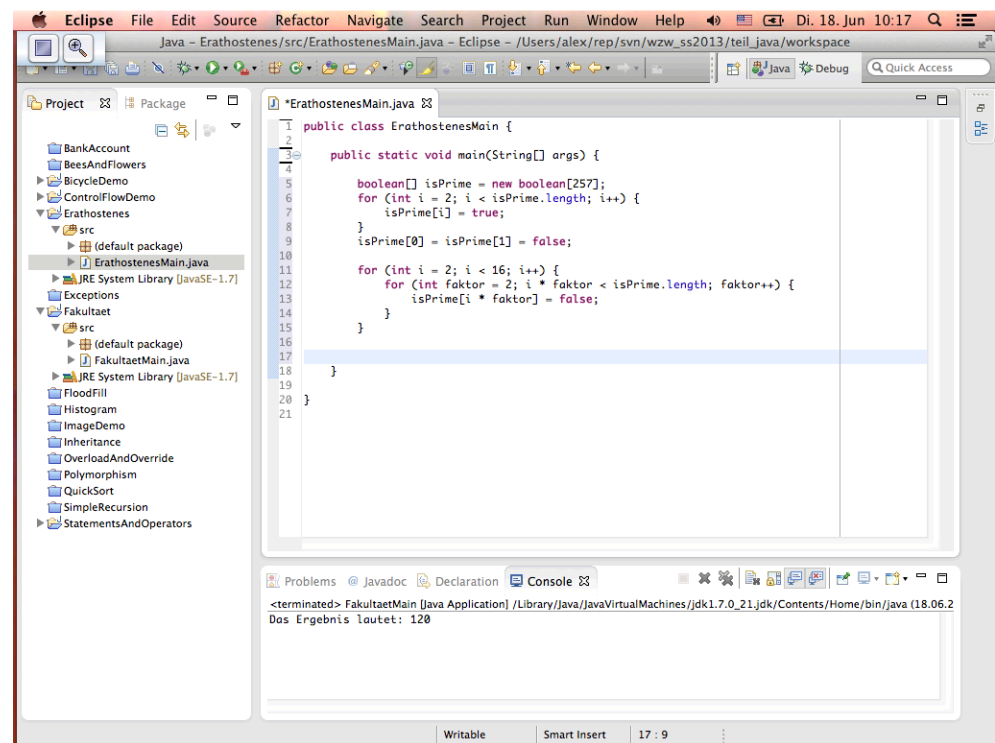 Eclipse File Edit Source Refactor Navigate Search Project Run Window Help Di. 18. Jun 10:17
Java – Erathostenes/src/ErathostenesMain.java – Eclipse – /Users/alex/rep/svn/wzw_ss2013/teil_java/workspace
Java Debug Quick Access
Project Package
BankAccount
BeesAndFlowers
BicycleDemo
ControlFlowDemo
Erathostenes
src
(default package)
ErathostenesMain.java
JRE System Library [JavaSE-1.7]
Exceptions
Fakultaet
src
(default package)
FakultaetMain.java
JRE System Library [JavaSE-1.7]
FloodFill
Histogram
ImageDemo
Inheritance
OverloadAndOverride
Polymorphism
QuickSort
SimpleRecursion
StatementsAndOperators
*ErathostenesMain.java
1 public class ErathostenesMain {
2
3 public static void main(String[] args) {
4
5 boolean[] isPrime = new boolean[257];
6 for (int i = 2; i < isPrime.length; i++) {
7 isPrime[i] = true;
8 }
9 isPrime[0] = isPrime[1] = false;
10
11 for (int i = 2; i < 16; i++) {
12 for (int faktor = 2; i * faktor < isPrime.length; faktor++) {
13 isPrime[i * faktor] = false;
14 }
15 }
16
17
18 }
19
20 }
21
Problems @ Javadoc Declaration Console
<terminated> FakultaetMain [Java Application] /Library/Java/JavaVirtualMachines/jdk1.7.0_21.jdk/Contents/Home/bin/java (18.06.2
Das Ergebnis lautet: 120
Writable Smart Insert 17 : 9